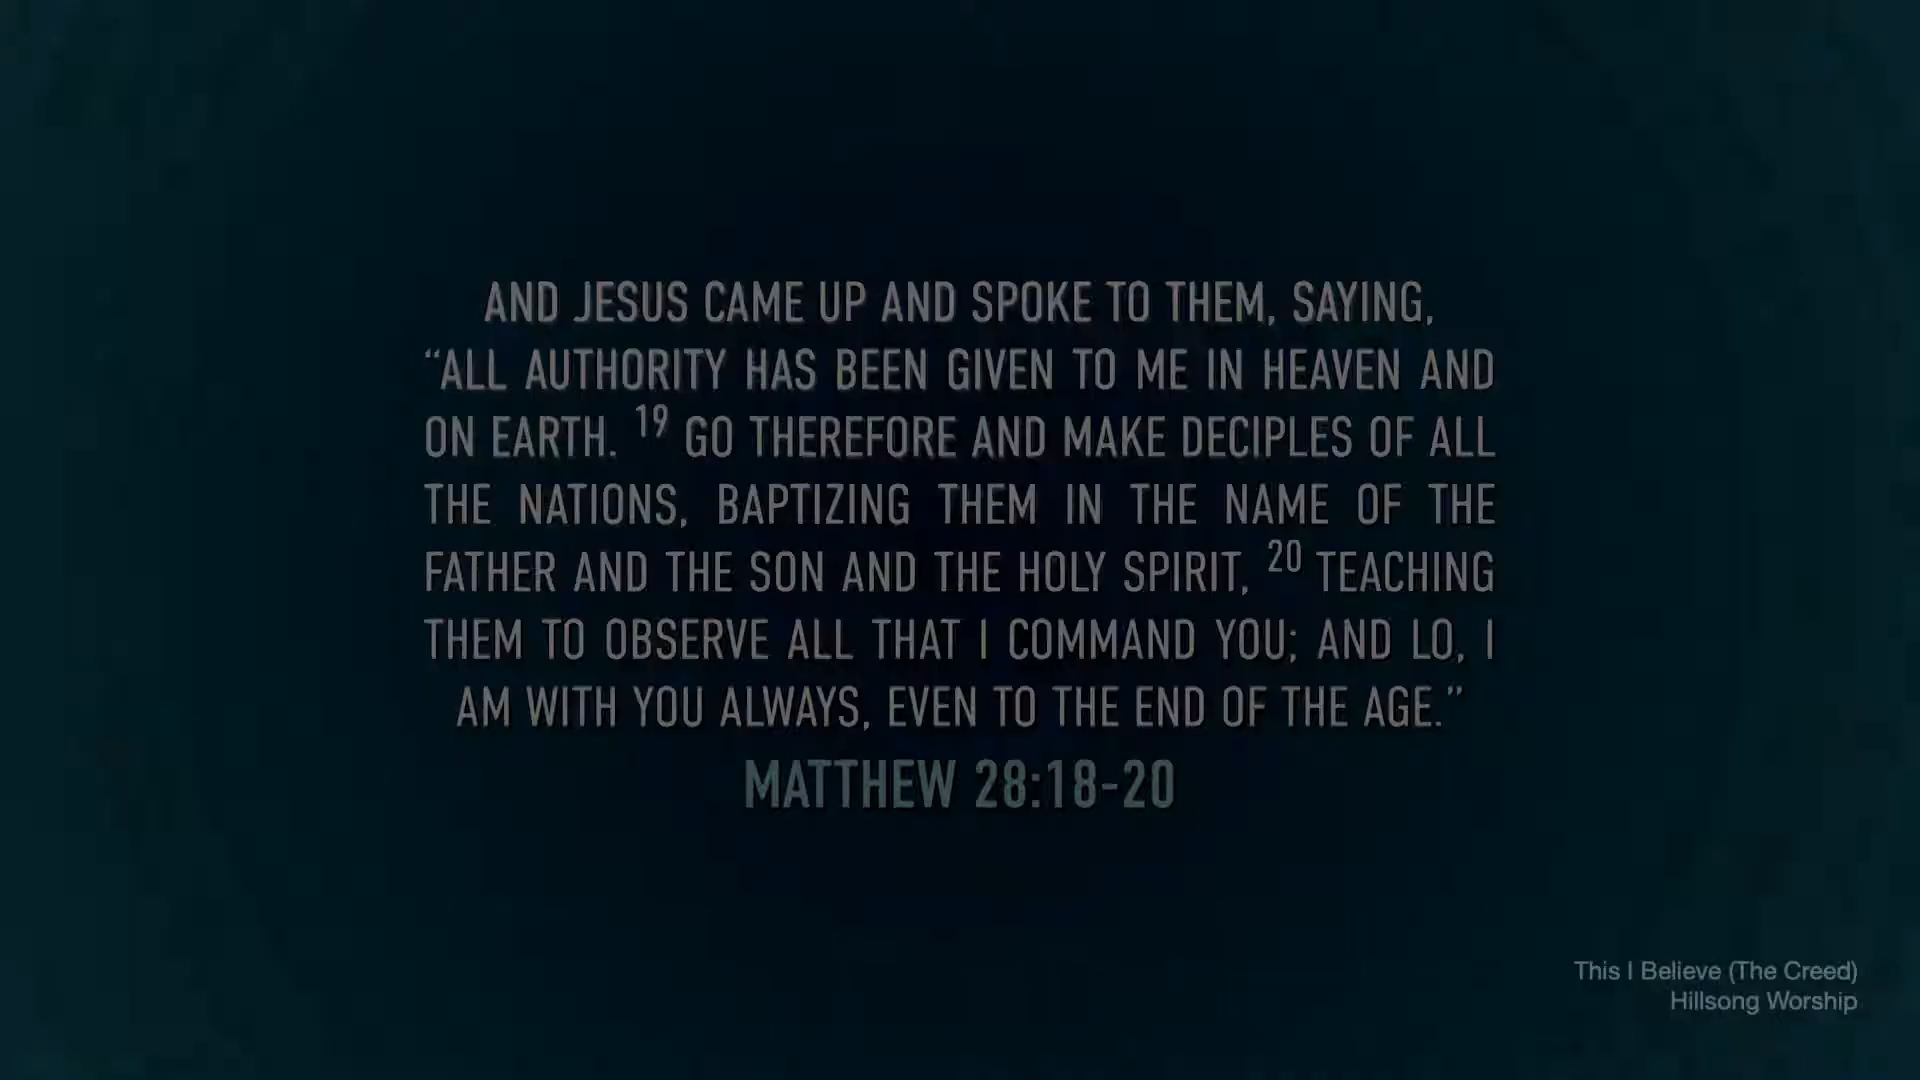 AND JESUS CAME UP AND SPOKE TO THEM, SAYING,
“ALL AUTHORITY HAS BEEN GIVEN TO ME IN HEAVEN AND
ON EARTH. 19 GO THEREFORE AND MAKE DECIPLES OF ALL
THE NATIONS, BAPTIZING THEM IN THE NAME OF THE
FATHER AND THE SON AND THE HOLY SPIRIT, 20 TEACHING
THEM TO OBSERVE ALL THAT I COMMAND YOU; AND LO, I
AM WITH YOU ALWAYS, EVEN TO THE END OF THE AGE.”
MATTHEW 28:18-20
This I Believe (The Creed)
Hillsong Worship